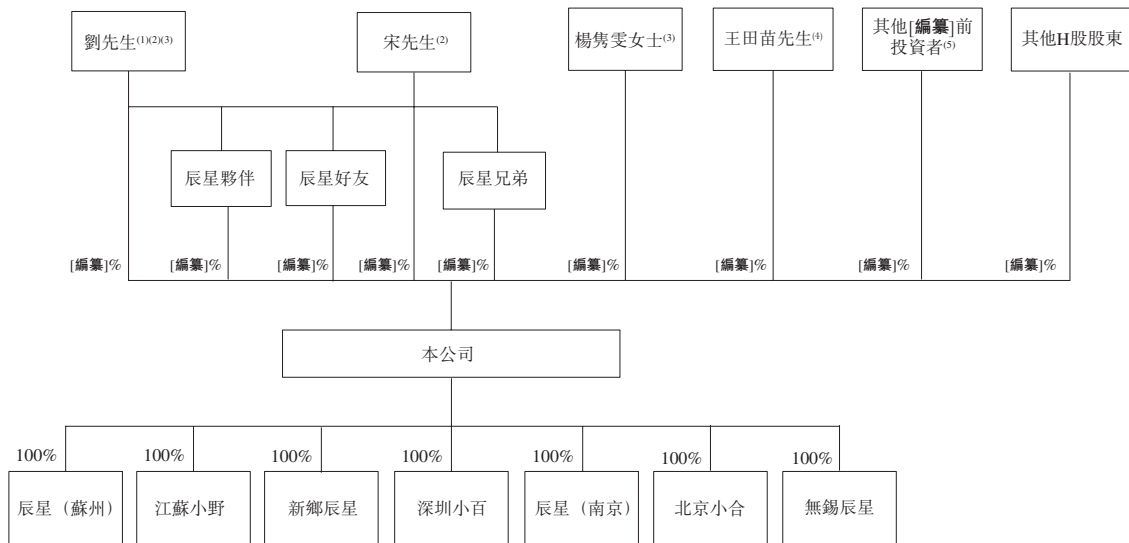 劉先生(1)(2)(3)
宋先生(2)
楊雋雯女士(3)
王田苗先生(4)
其他[編纂]前
投資者(5)
其他H股股東
辰星夥伴
辰星好友
辰星兄弟
[編纂]%
[編纂]%
[編纂]%
[編纂]%
[編纂]%
[編纂]%
[編纂]%
[編纂]%
[編纂]%
本公司
100%
100%
100%
100%
100%
100%
100%
辰星（蘇州）
江蘇小野
新鄉辰星
深圳小百
辰星（南京）
北京小合
無錫辰星